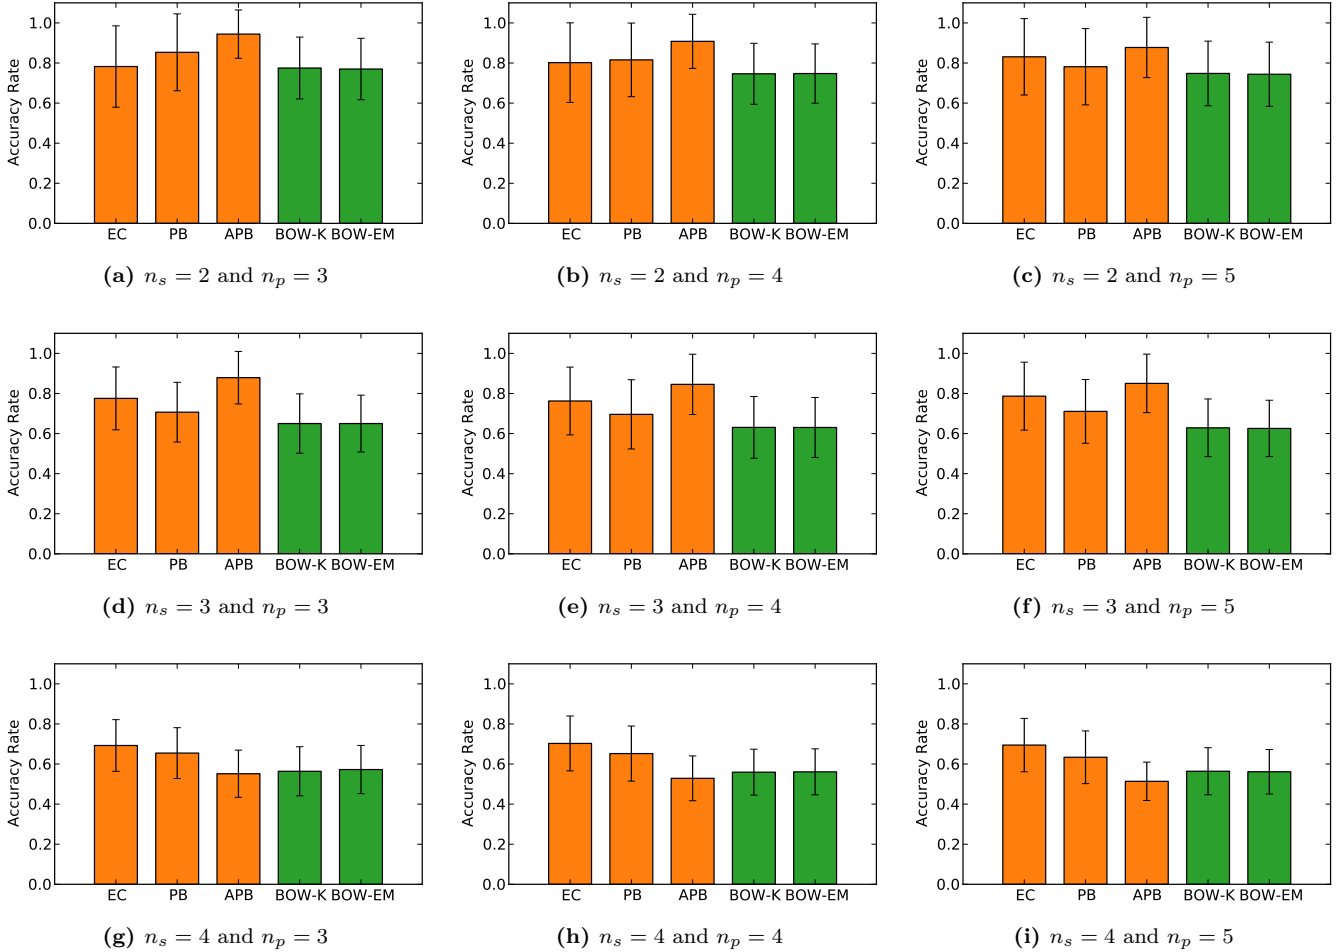 Accuracy Rate
1.0
0.8
0.6
0.4
0.2
0.0
EC PB APB BOW-K BOW-EM
(a) n_s = 2 and n_p = 3
Accuracy Rate
1.0
0.8
0.6
0.4
0.2
0.0
EC PB APB BOW-K BOW-EM
(b) n_s = 2 and n_p = 4
Accuracy Rate
1.0
0.8
0.6
0.4
0.2
0.0
EC PB APB BOW-K BOW-EM
(c) n_s = 2 and n_p = 5
Accuracy Rate
1.0
0.8
0.6
0.4
0.2
0.0
EC PB APB BOW-K BOW-EM
(d) n_s = 3 and n_p = 3
Accuracy Rate
1.0
0.8
0.6
0.4
0.2
0.0
EC PB APB BOW-K BOW-EM
(e) n_s = 3 and n_p = 4
Accuracy Rate
1.0
0.8
0.6
0.4
0.2
0.0
EC PB APB BOW-K BOW-EM
(f) n_s = 3 and n_p = 5
Accuracy Rate
1.0
0.8
0.6
0.4
0.2
0.0
EC PB APB BOW-K BOW-EM
(g) n_s = 4 and n_p = 3
Accuracy Rate
1.0
0.8
0.6
0.4
0.2
0.0
EC PB APB BOW-K BOW-EM
(h) n_s = 4 and n_p = 4
Accuracy Rate
1.0
0.8
0.6
0.4
0.2
0.0
EC PB APB BOW-K BOW-EM
(i) n_s = 4 and n_p = 5